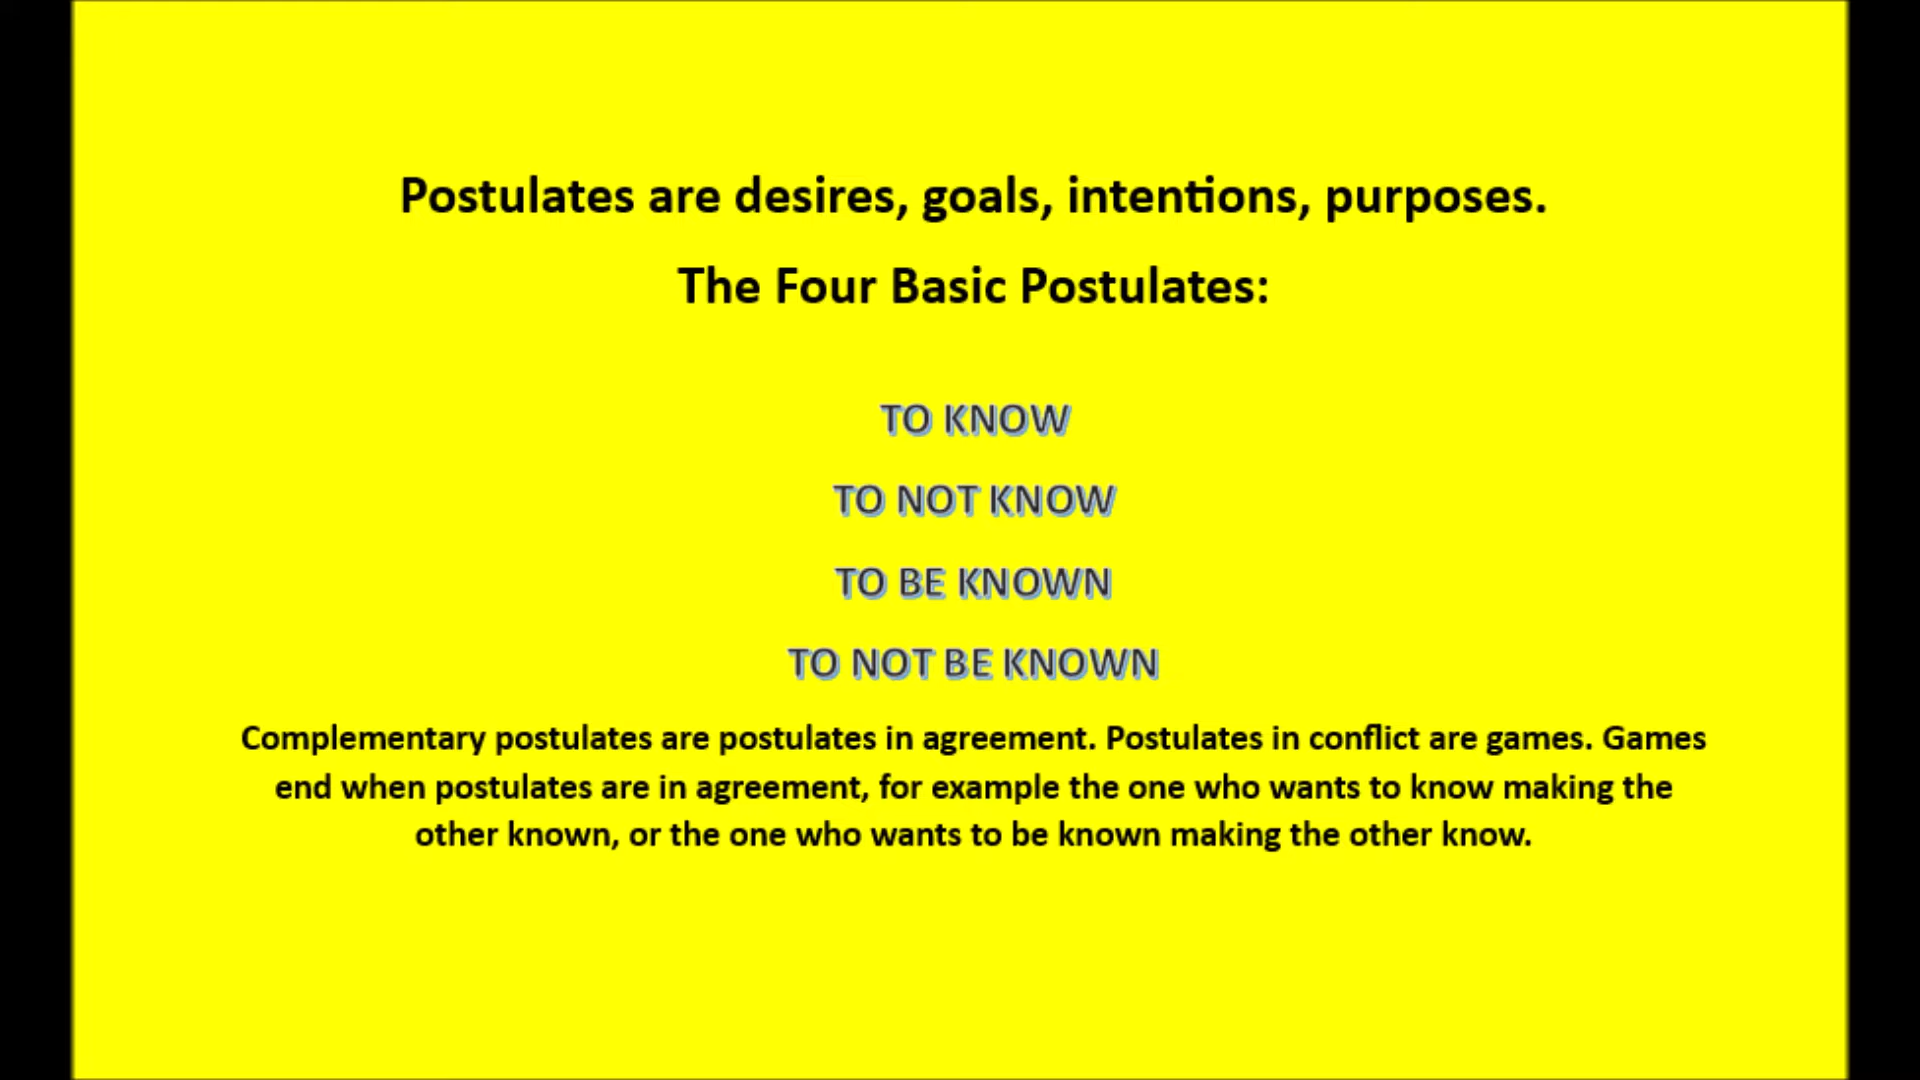 Postulates are desires, goals, intentions, purposes.
The Four Basic Postulates:
TO KNOW
TO NOT KNOW
TO BE KNOWN
TO NOT BE KNOWN
Complementary postulates are postulates in agreement. Postulates in conflict are games. Games
end when postulates are in agreement, for example the one who wants to know making the
other known, or the one who wants to be known making the other know.